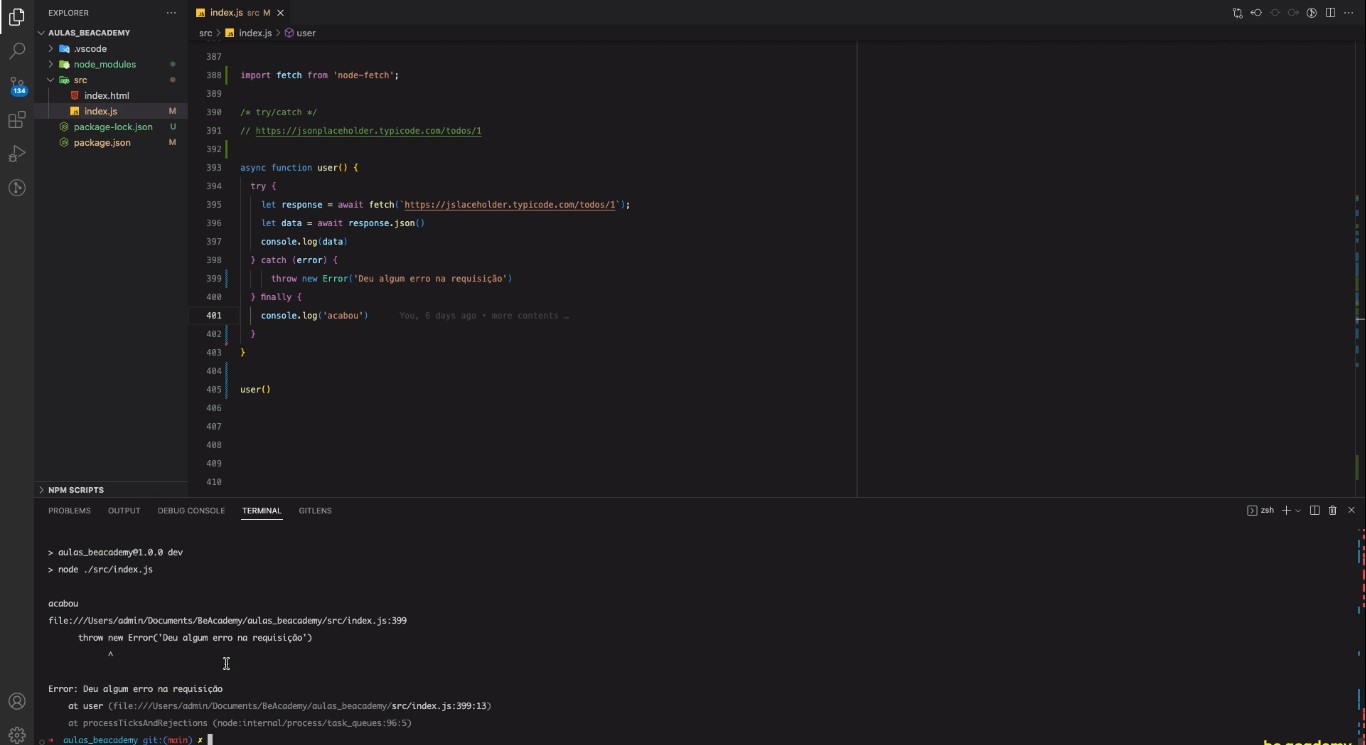 EXPLORER
AULAS_BEACADEMY
.vscode
node_modules
src
index.html
index.js M
package-lock.json U
package.json M
NPM SCRIPTS
134
index.js src M
src > index.js > user
387
388 import fetch from 'node-fetch';
389
390 /* try/catch */
391 // https://jsonplaceholder.typicode.com/todos/1
392
393 async function user() {
394 try {
395 let response = await fetch(`https://jslaceholder.typicode.com/todos/1`);
396 let data = await response.json()
397 console.log(data)
398 } catch (error) {
399 throw new Error('Deu algum erro na requisição')
400 } finally {
401 console.log('acabou') You, 6 days ago • more contents …
402 }
403 }
404
405 user()
406
407
408
409
410
PROBLEMS OUTPUT DEBUG CONSOLE TERMINAL GITLENS
zsh
> aulas_beacademy@1.0.0 dev
> node ./src/index.js
acabou
file:///Users/admin/Documents/BeAcademy/aulas_beacademy/src/index.js:399
throw new Error('Deu algum erro na requisição')
^
Error: Deu algum erro na requisição
at user (file:///Users/admin/Documents/BeAcademy/aulas_beacademy/src/index.js:399:13)
at processTicksAndRejections (node:internal/process/task_queues:96:5)
➜ aulas_beacademy git:(main) ✗
be academy